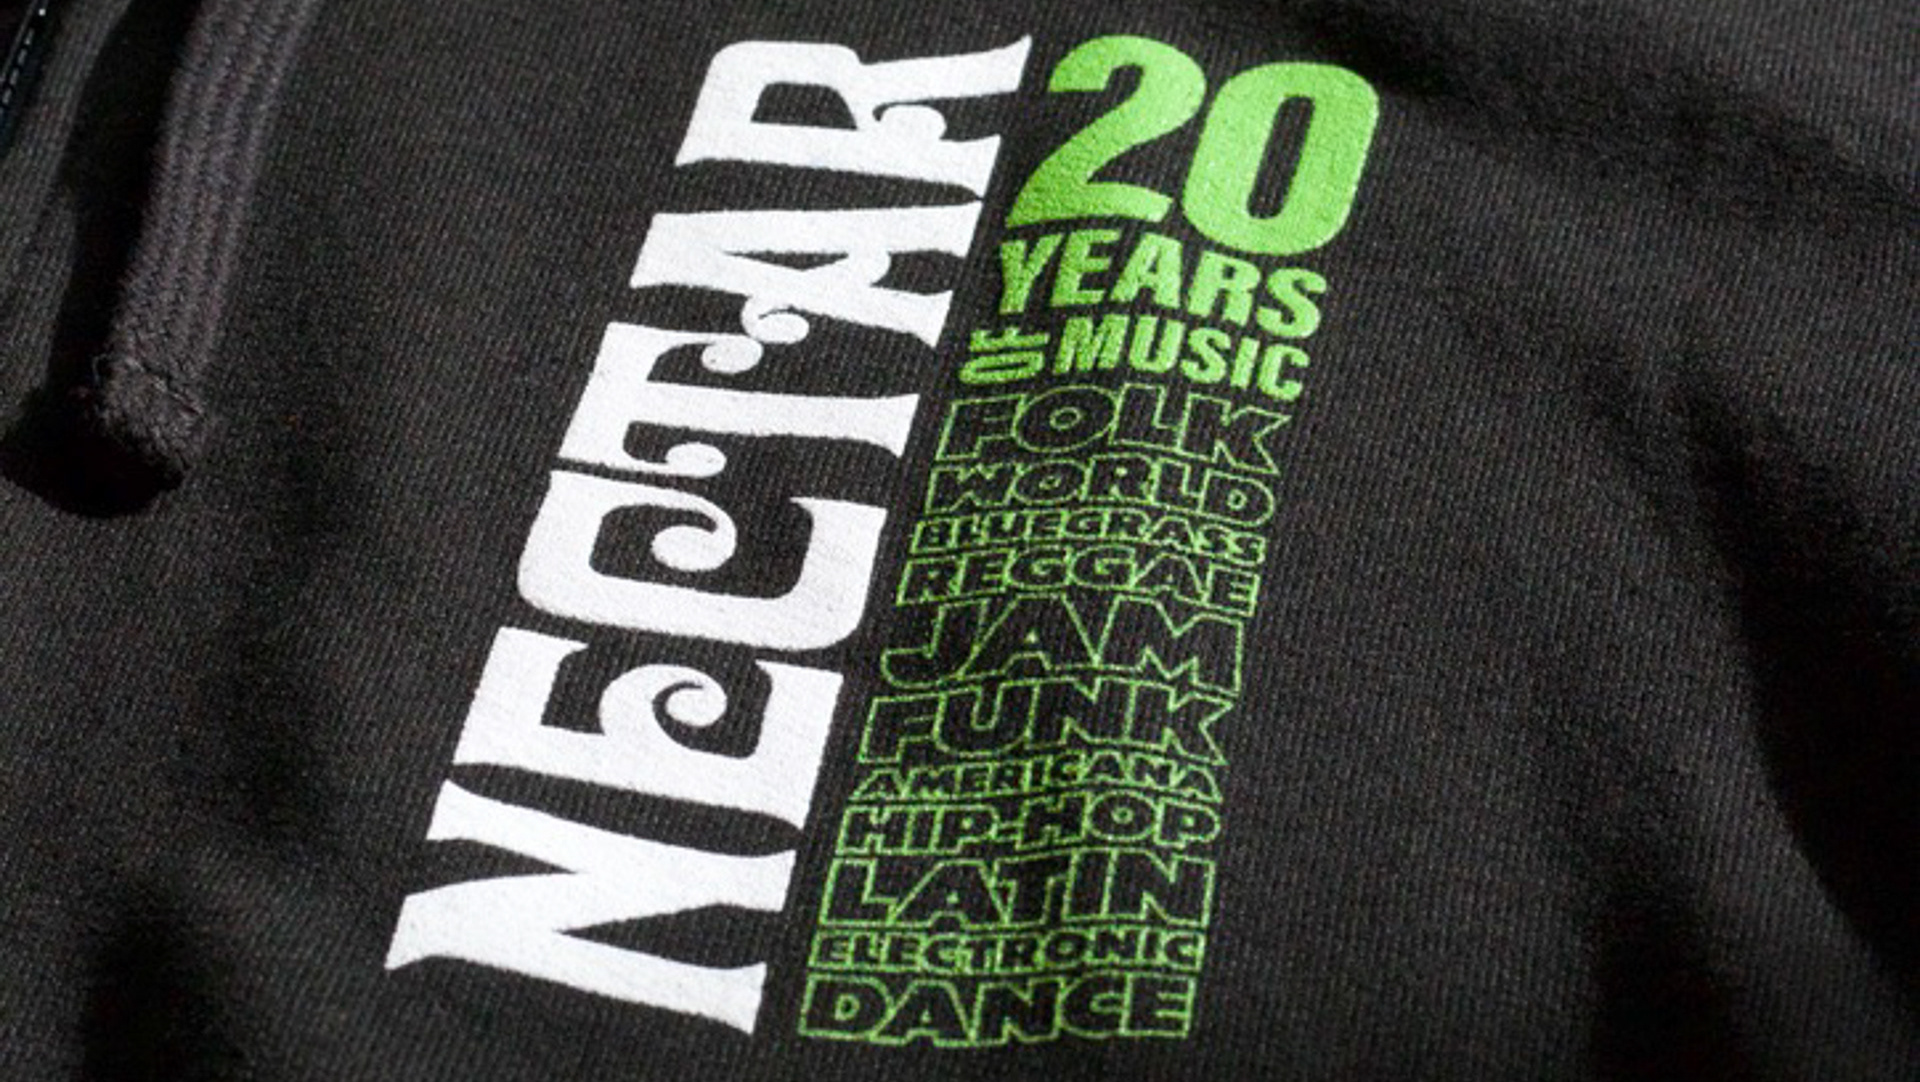 NECTAR
20
YEARS
OF MUSIC
FOLK
WORLD
BLUEGRASS
REGGAE
JAM
FUNK
AMERICANA
HIP-HOP
LATIN
ELECTRONIC
DANCE